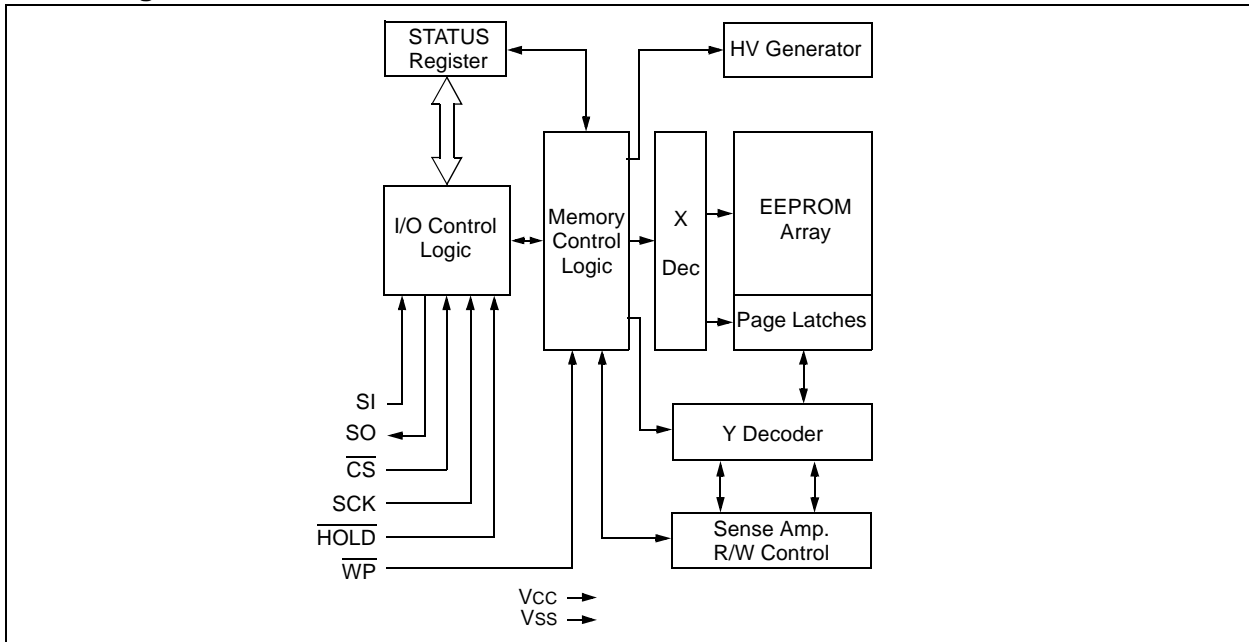 STATUS
Register
HV Generator
I/O Control
Logic
Memory
Control
Logic
X
Dec
EEPROM
Array
Page Latches
SI
SO
CS
SCK
HOLD
WP
Y Decoder
Sense Amp.
R/W Control
VCC
VSS